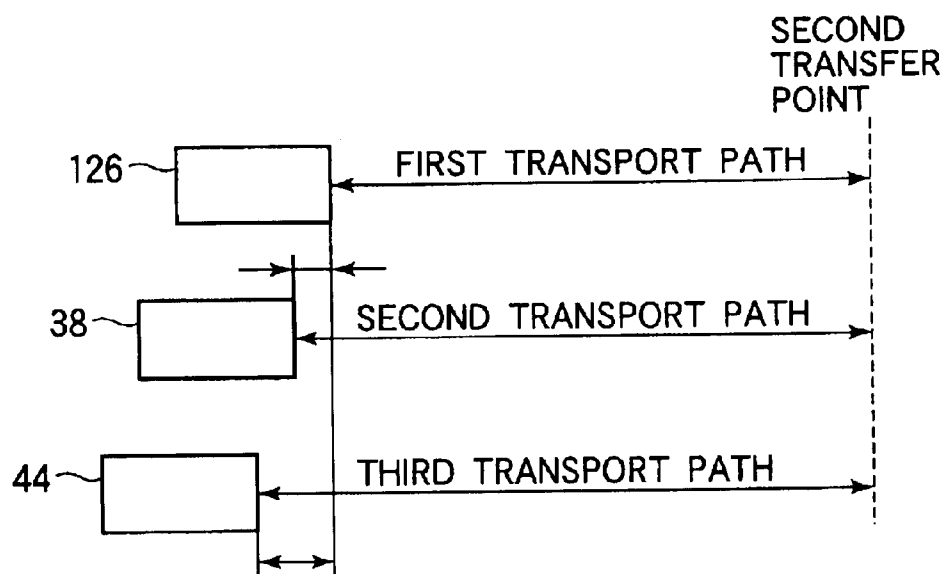 SECOND
TRANSFER
POINT
126
FIRST TRANSPORT PATH
38
SECOND TRANSPORT PATH
44
THIRD TRANSPORT PATH